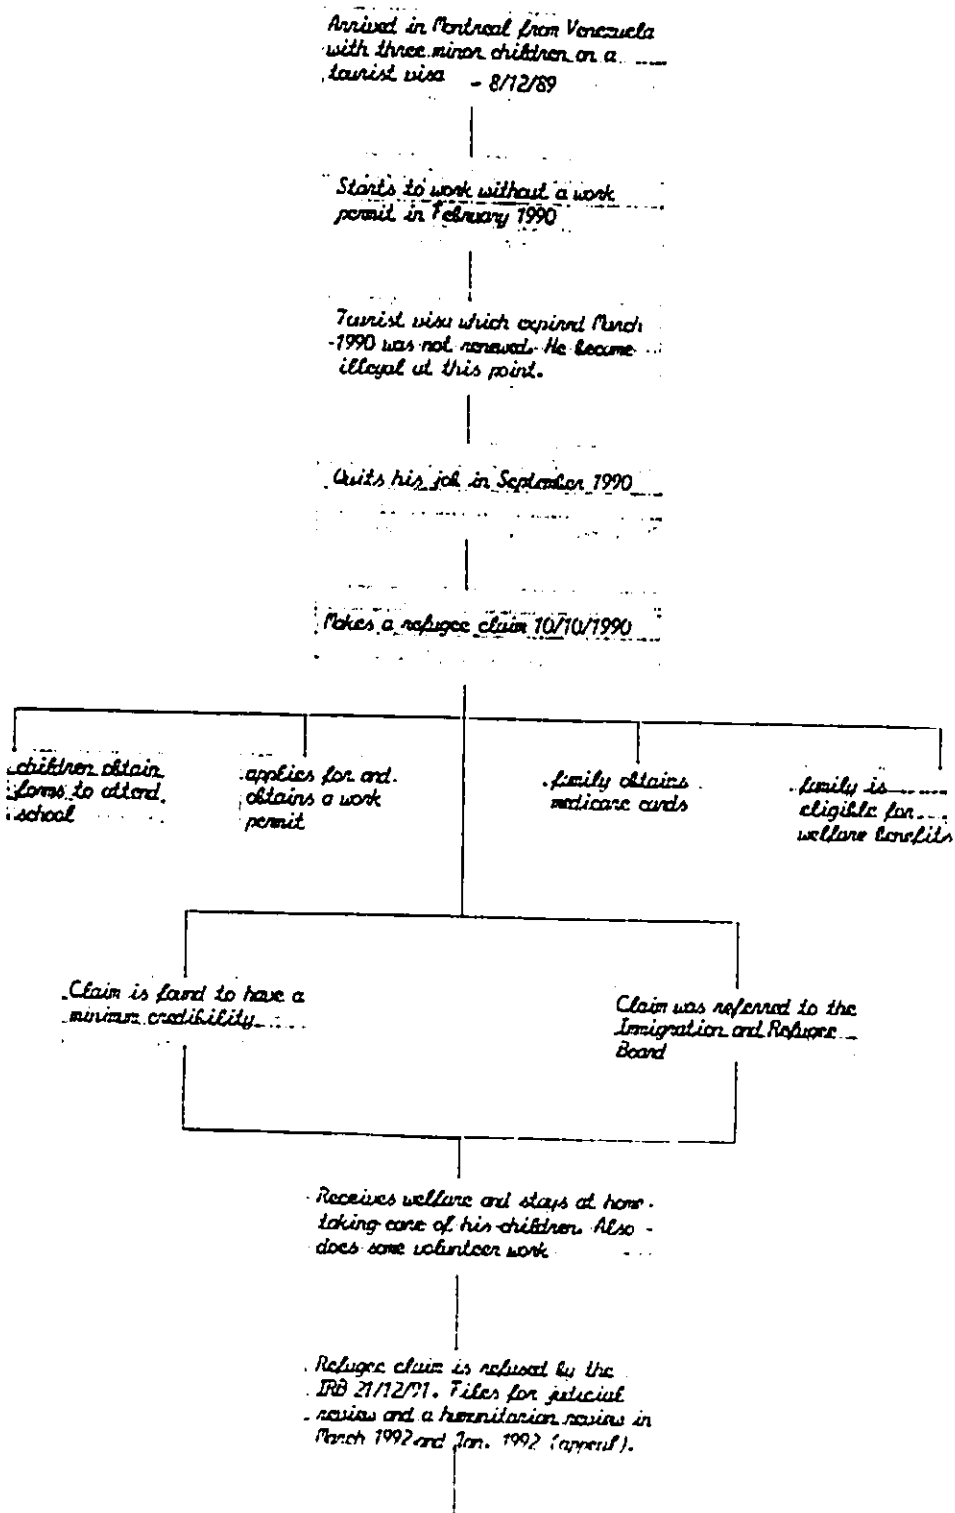 Arrived in Montreal from Venezuela
with three minor children on a
tourist visa - 8/12/89
Starts to work without a work
permit in February 1990
Tourist visa which expired March
1990 was not renewed. He became
illegal at this point.
Quits his job in September 1990
Makes a refugee claim 10/10/1990
children obtain
forms to attend
school
applies for and
obtains a work
permit
family obtains
medicare cards
family is
eligible for
welfare benefits
Claim is found to have a
minimum credibility
Claim was referred to the
Immigration and Refugee
Board
Receives welfare and stays at home
taking care of his children. Also
does some volunteer work
Refugee claim is refused by the
IRB 21/12/91. Files for judicial
review and a humanitarian review in
March 1992 and Jan. 1992 (appeal).